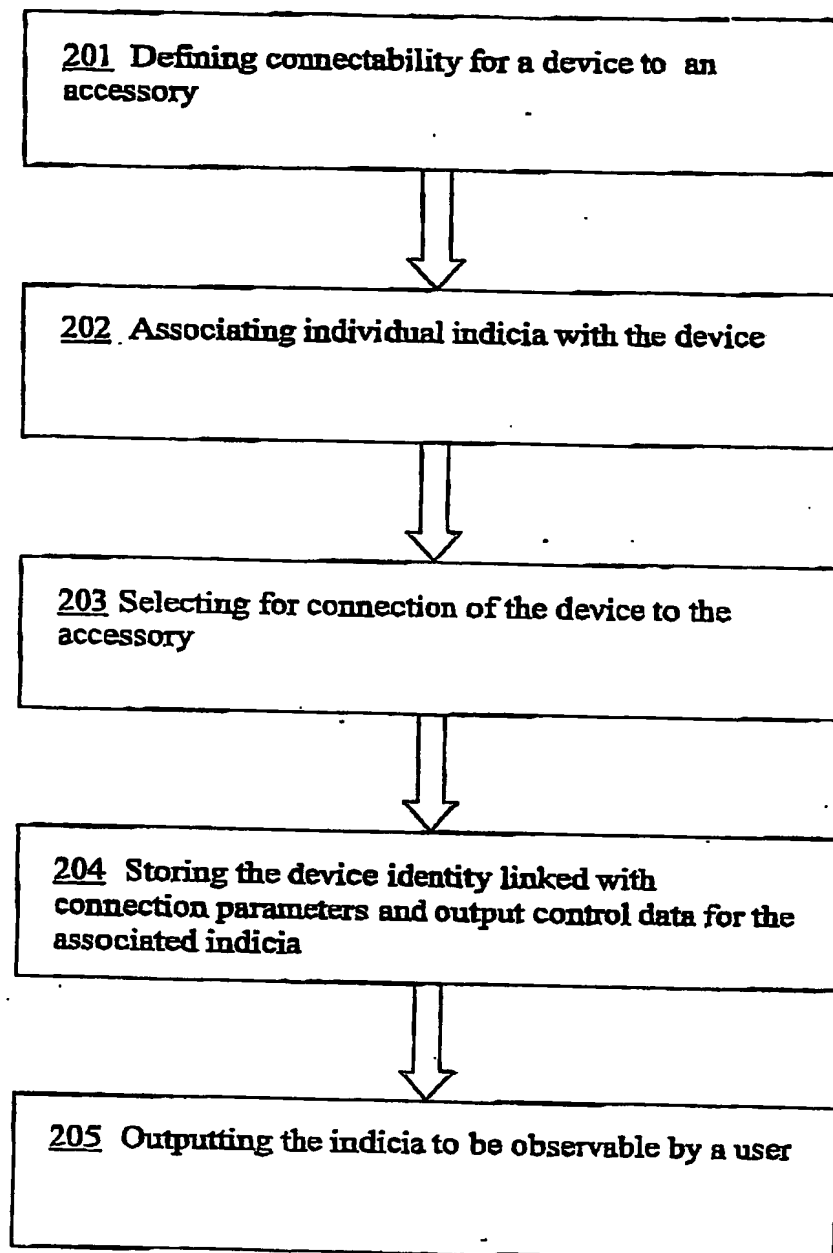 201 Defining connectability for a device to an
accessory
202 Associating individual indicia with the device
203 Selecting for connection of the device to the
accessory
204 Storing the device identity linked with
connection parameters and output control data for the
associated indicia
205 Outputting the indicia to be observable by a user